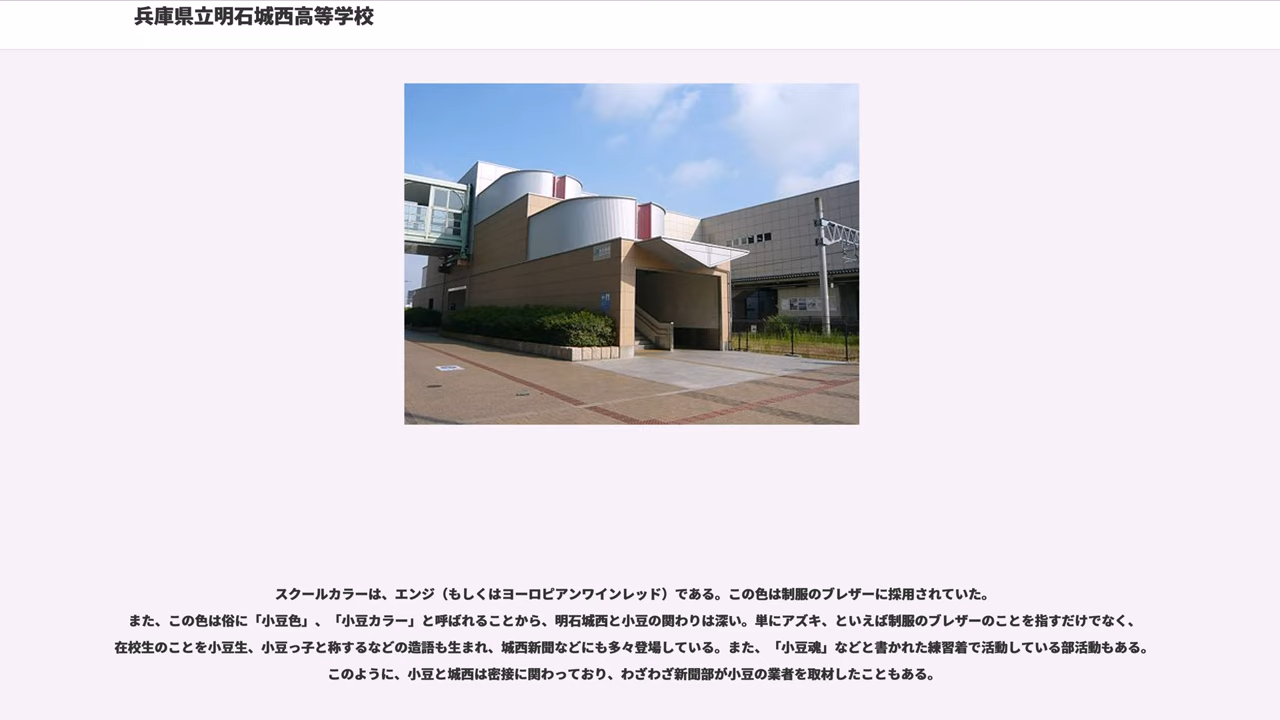 兵庫県立明石城西高等学校
スクールカラーは、エンジ（もしくはヨーロピアンワインレッド）である。この色は制服のブレザーに採用されていた。
また、この色は俗に「小豆色」、「小豆カラー」と呼ばれることから、明石城西と小豆の関わりは深い。単にアズキ、といえば制服のブレザーのことを指すだけでなく、
在校生のことを小豆生、小豆っ子と称するなどの造語も生まれ、城西新聞などにも多々登場している。また、「小豆魂」などと書かれた練習着で活動している部活動もある。
このように、小豆と城西は密接に関わっており、わざわざ新聞部が小豆の業者を取材したこともある。